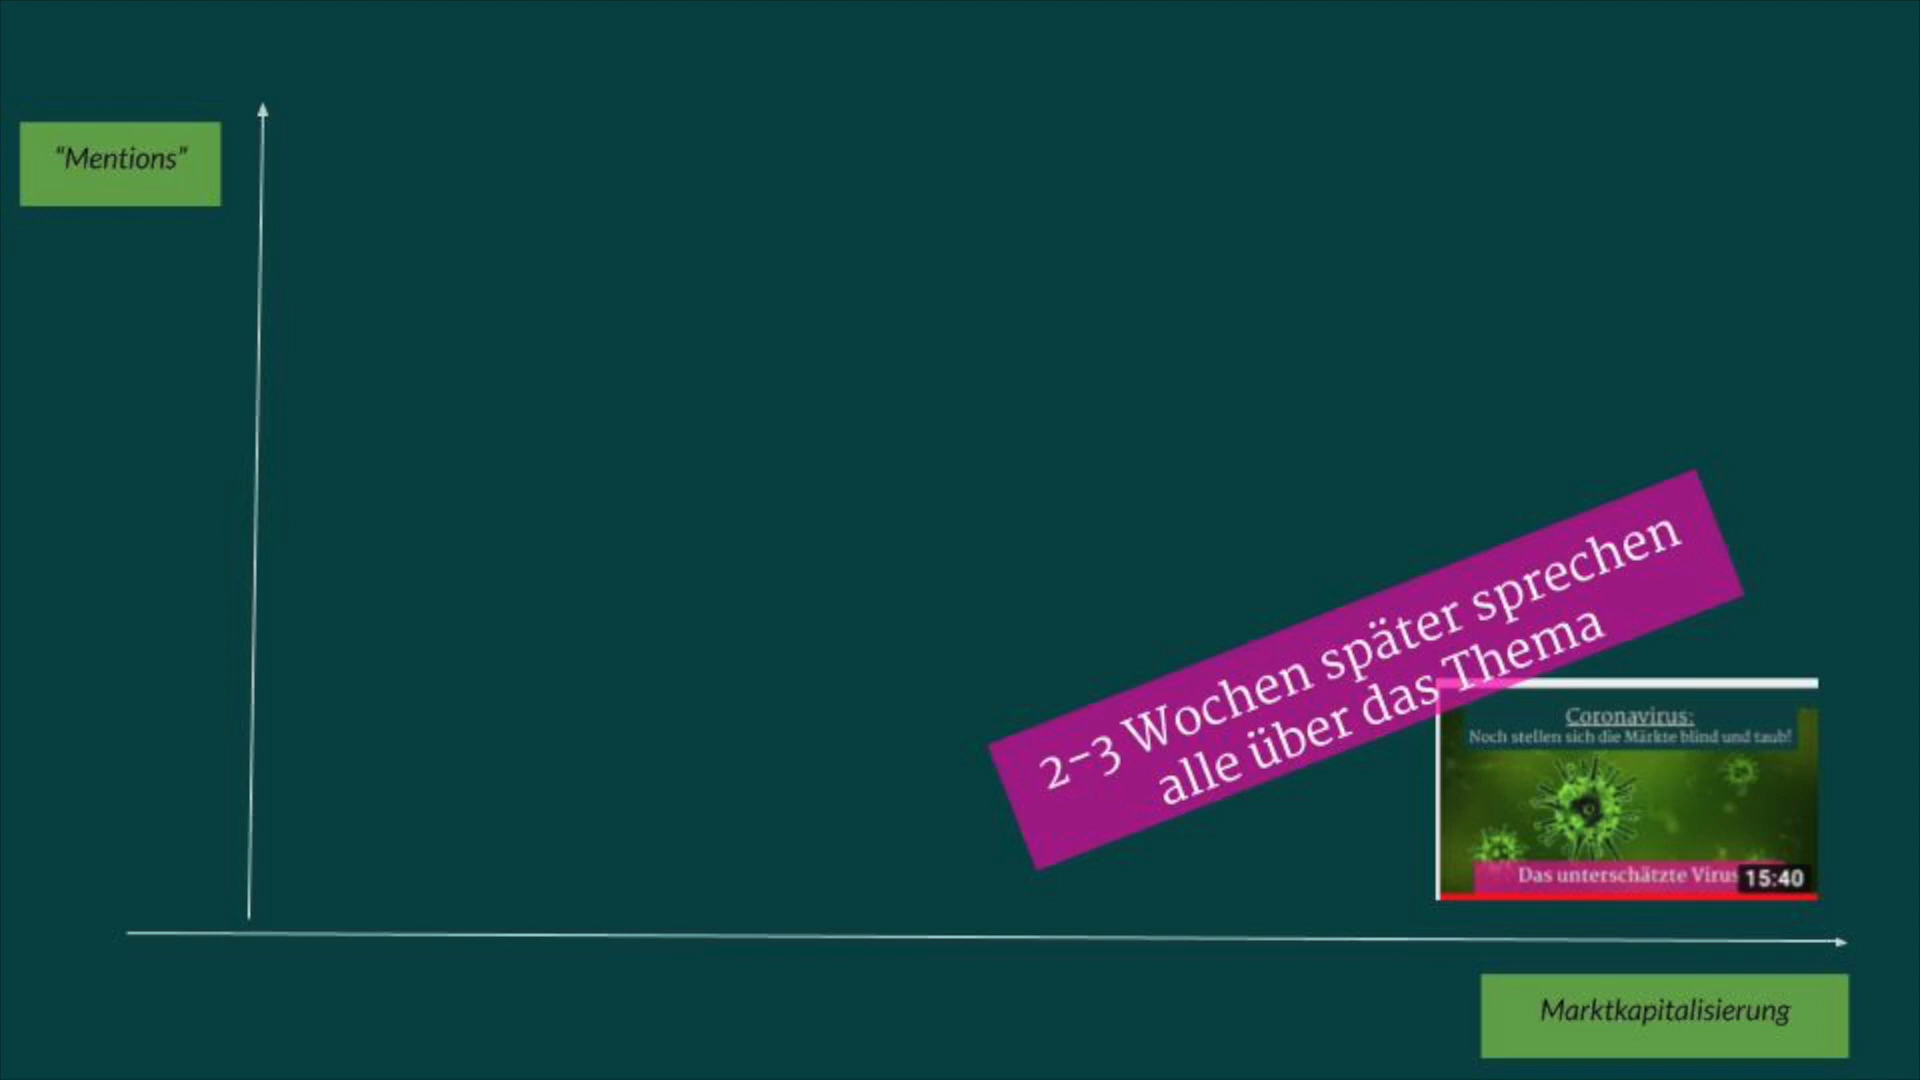 “Mentions”
2-3 Wochen später sprechen
alle über das Thema
Coronavirus:
Noch stellen sich die Märkte blind und taub!
Das unterschätzte Virus
15:40
Marktkapitalisierung